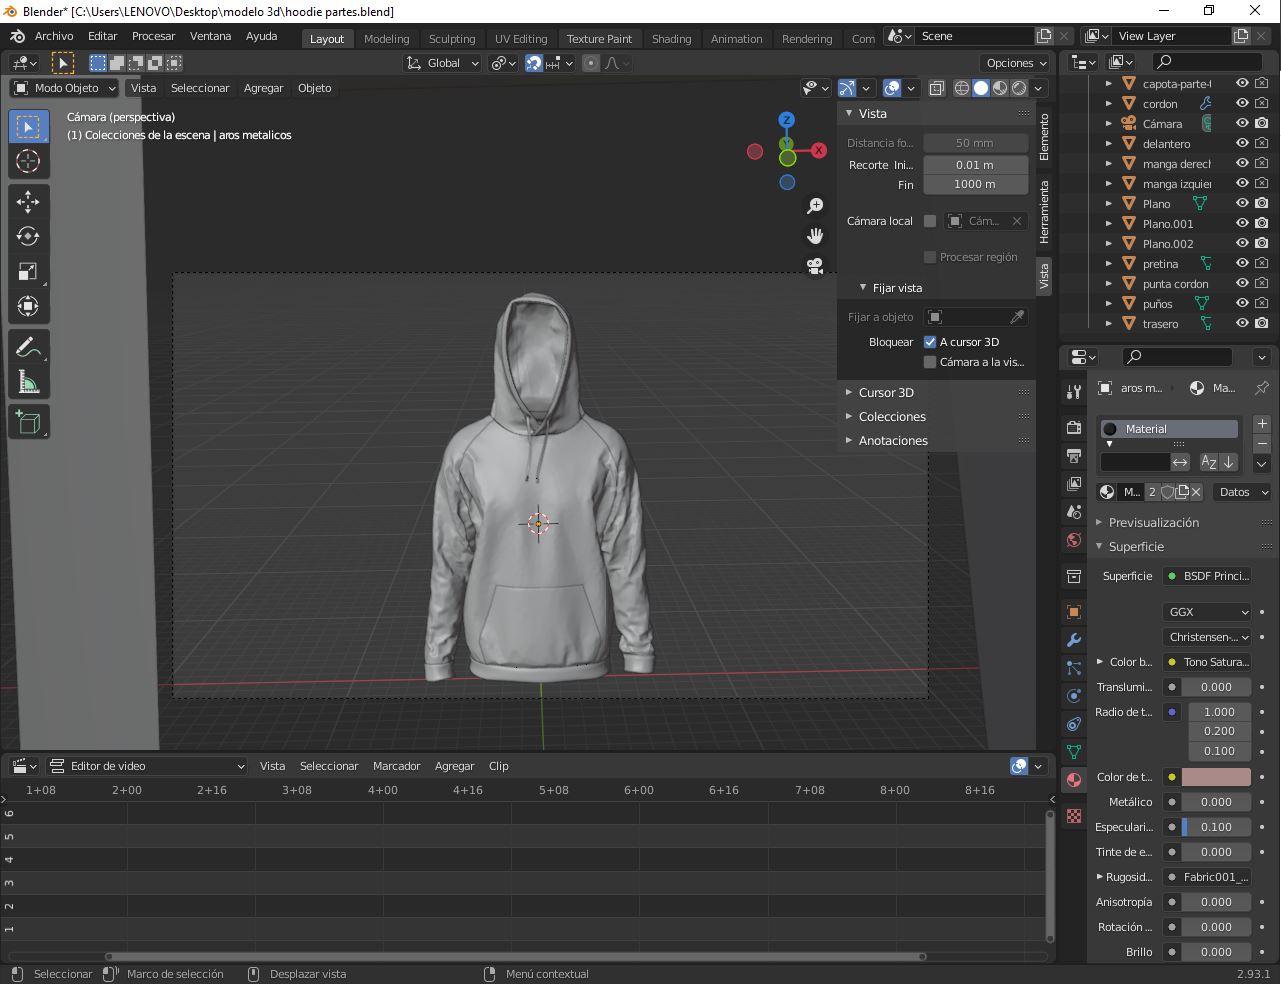 Blender* [C:\Users\LENOVO\Desktop\modelo 3d\hoodie partes.blend]
Archivo Editar Procesar Ventana Ayuda Layout Modeling Sculpting UV Editing Texture Paint Shading Animation Rendering Com Scene View Layer
Global Opciones
Modo Objeto Vista Seleccionar Agregar Objeto
Cámara (perspectiva)
(1) Colecciones de la escena | aros metalicos
Z
X
Y
Vista
Distancia fo... 50 mm
Recorte Ini... 0.01 m
Fin 1000 m
Cámara local Cám...
Procesar región
Fijar vista
Fijar a objeto
Bloquear A cursor 3D
Cámara a la vis...
Cursor 3D
Colecciones
Anotaciones
Elemento
Herramienta
Vista
capota-parte-
cordon
Cámara
delantero
manga derech
manga izquier
Plano
Plano.001
Plano.002
pretina
punta cordon
puños
trasero
aros m... Ma...
Material
AZ
M... 2 Datos
Previsualización
Superficie
Superficie BSDF Princi...
GGX
Christensen-...
Color b... Tono Satura...
Translumi... 0.000
Radio de t... 1.000
0.200
0.100
Color de t...
Metálico 0.000
Especulari... 0.100
Tinte de e... 0.000
Rugosid... Fabric001_...
Anisotropía 0.000
Rotación ... 0.000
Brillo 0.000
Editor de video Vista Seleccionar Marcador Agregar Clip
1+08 2+00 2+16 3+08 4+00 4+16 5+08 6+00 6+16 7+08 8+00 8+16
6
5
4
3
2
1
Seleccionar Marco de selección Desplazar vista Menú contextual 2.93.1